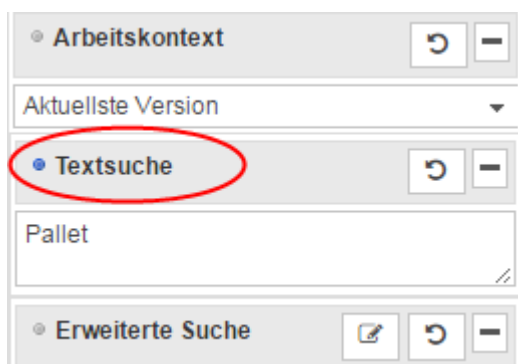 Arbeitskontext
Aktuellste Version
Textsuche
Pallet
Erweiterte Suche